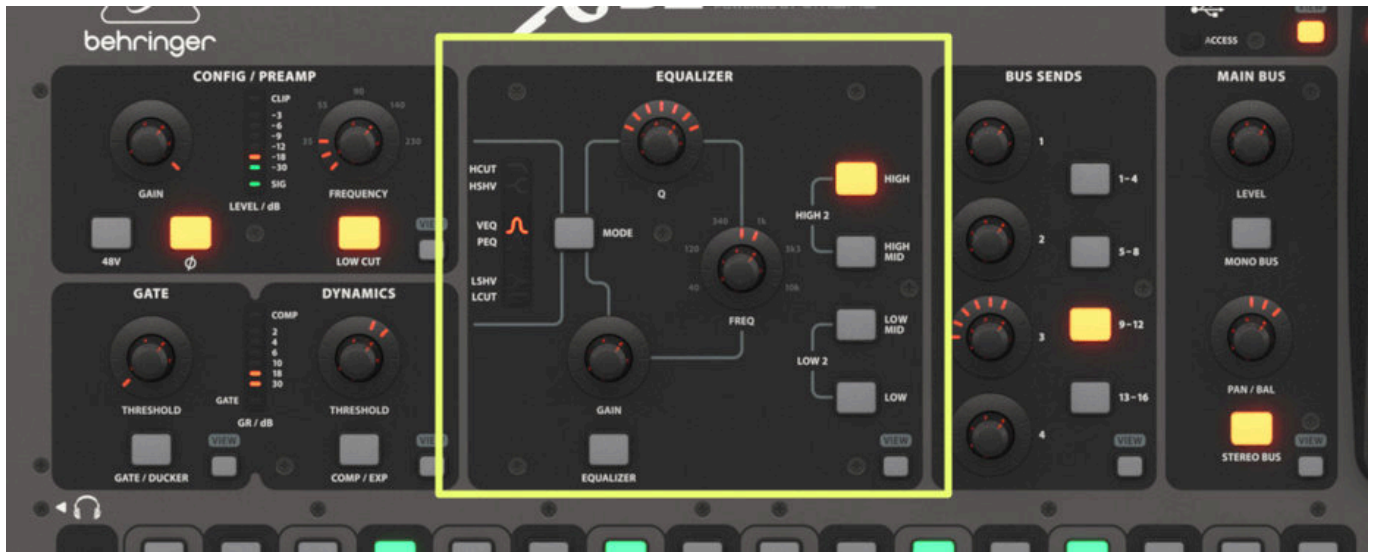 behringer
ACCESS
VIEW
CONFIG / PREAMP
CLIP
-3
-6
-9
-12
-18
-30
SIG
LEVEL / dB
GAIN
35
55
90
140
230
FREQUENCY
48V
Ø
LOW CUT
VIEW
GATE
THRESHOLD
GATE / DUCKER
VIEW
DYNAMICS
COMP
2
4
6
10
18
30
GATE
GR / dB
THRESHOLD
COMP / EXP
VIEW
EQUALIZER
HCUT
HSHV
VEQ
PEQ
LSHV
LCUT
MODE
Q
40
120
340
1k
3k3
10k
FREQ
GAIN
EQUALIZER
HIGH
HIGH 2
HIGH
MID
LOW
MID
LOW 2
LOW
VIEW
BUS SENDS
1
2
3
4
1-4
5-8
9-12
13-16
VIEW
MAIN BUS
LEVEL
MONO BUS
PAN / BAL
STEREO BUS
VIEW